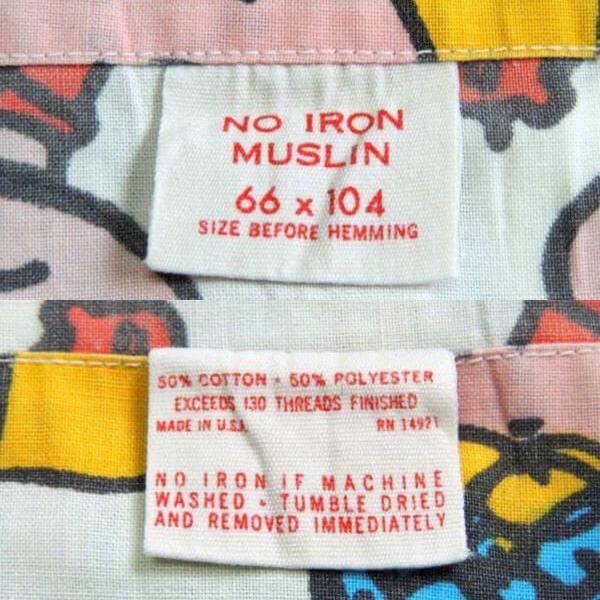 NO IRON
MUSLIN
66 x 104
SIZE BEFORE HEMMING
50% COTTON - 50% POLYESTER
EXCEEDS 130 THREADS FINISHED
MADE IN U.S.A. RN 14921
NO IRON IF MACHINE
WASHED - TUMBLE DRIED
AND REMOVED IMMEDIATELY